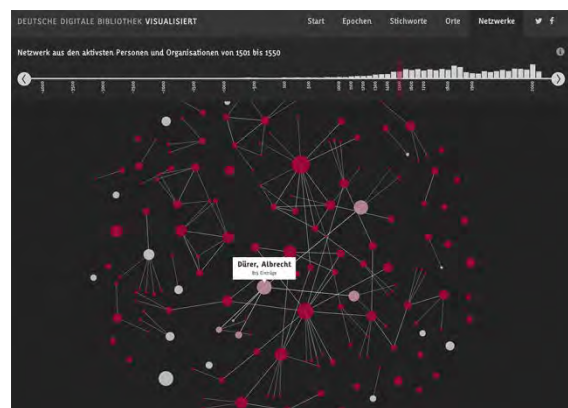 DEUTSCHE DIGITALE BIBLIOTHEK VISUALISIERT
Start Epochen Stichworte Orte Netzwerke
Netzwerk aus den aktivsten Personen und Organisationen von 1501 bis 1550
Dürer, Albrecht
Einträge